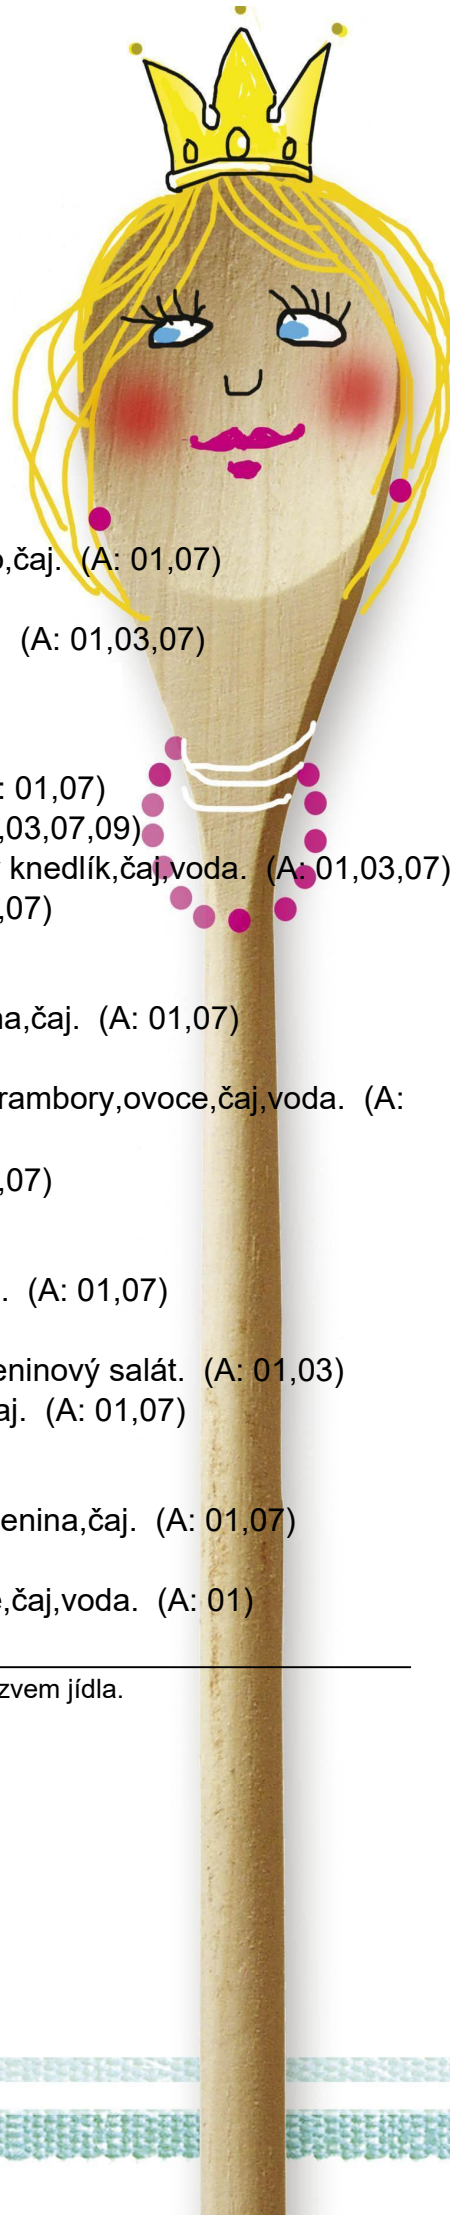 ,čaj.  (A: 01,07)
(A: 01,03,07)
: 01,07)
,03,07,09)
knedlík,čaj,voda.  (A: 01,03,07)
,07)
na,čaj.  (A: 01,07)
rambory,ovoce,čaj,voda.  (A:
,07)
.  (A: 01,07)
eninový salát.  (A: 01,03)
aj.  (A: 01,07)
enina,čaj.  (A: 01,07)
,čaj,voda.  (A: 01)
zvem jídla.